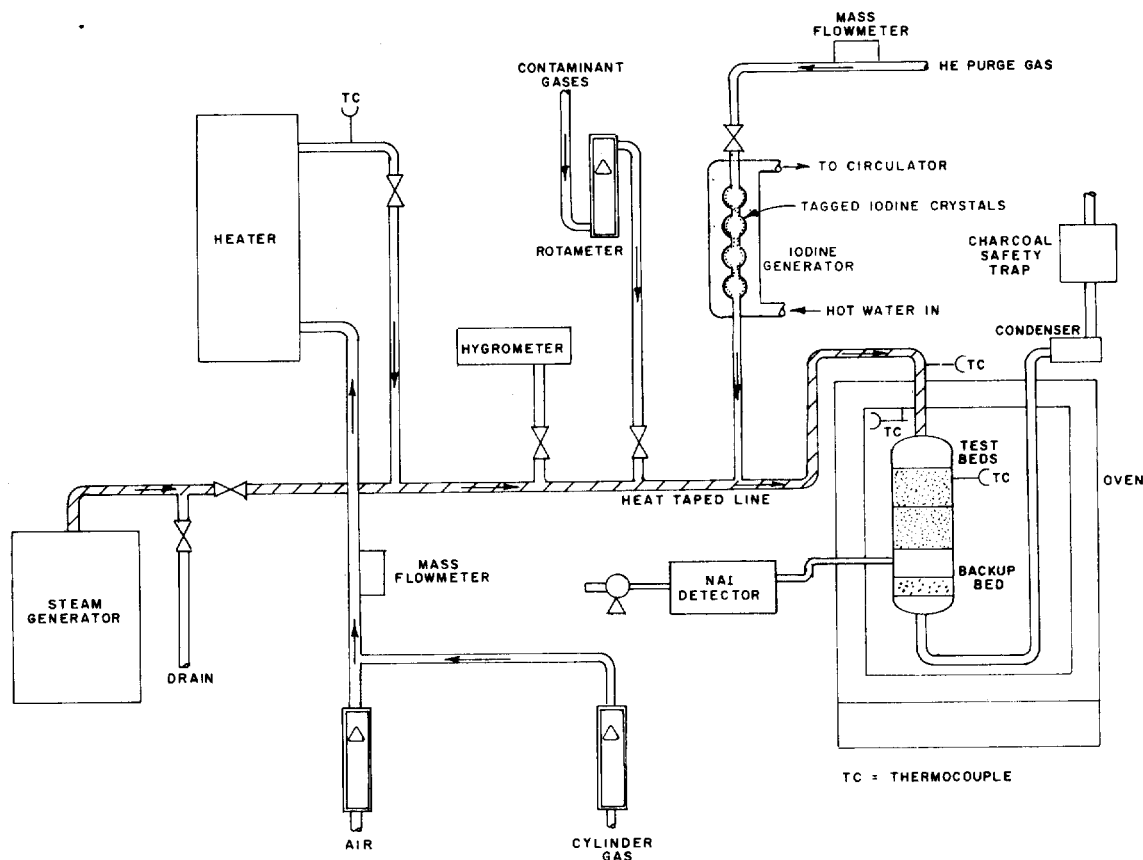 MASS
FLOWMETER
HE PURGE GAS
CONTAMINANT
GASES
TC
TO CIRCULATOR
TAGGED IODINE CRYSTALS
HEATER
ROTAMETER
IODINE
GENERATOR
CHARCOAL
SAFETY
TRAP
HOT WATER IN
CONDENSER
HYGROMETER
TC
TC
TEST
BEDS
TC
OVEN
HEAT TAPED LINE
MASS
FLOWMETER
NAI
DETECTOR
BACKUP
BED
STEAM
GENERATOR
DRAIN
TC = THERMOCOUPLE
AIR
CYLINDER
GAS